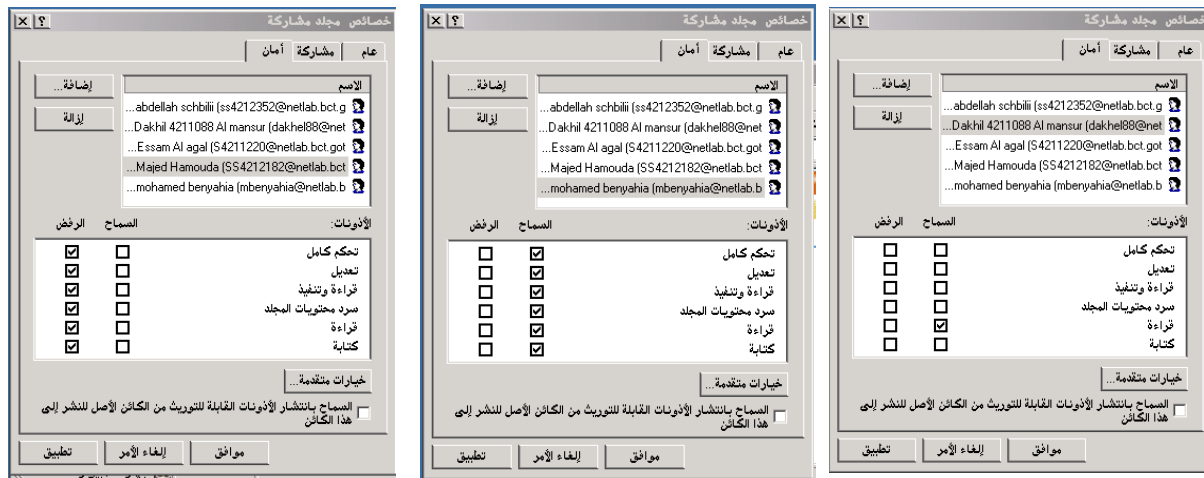 خصائص مجلد مشاركة
عام
مشاركة
أمان
الاسم
إضافة...
إزالة
...abdellah schbilii (ss4212352@netlab.bct.g
...Dakhil 4211088 Al mansur (dakhel88@net
...Essam Al agal (S4211220@netlab.bct.got
...Majed Hamouda (SS4212182@netlab.bct
...mohamed benyahia (mbenyahia@netlab.b
الأذونات:
السماح
الرفض
تحكم كامل
تعديل
قراءة وتنفيذ
سرد محتويات المجلد
قراءة
كتابة
خيارات متقدمة...
السماح بانتشار الأذونات القابلة للتوريث من الكائن الأصل للنشر إلى
هذا الكائن
موافق
إلغاء الأمر
تطبيق
خصائص مجلد مشاركة
عام
مشاركة
أمان
الاسم
إضافة...
إزالة
...abdellah schbilii (ss4212352@netlab.bct.g
...Dakhil 4211088 Al mansur (dakhel88@net
...Essam Al agal (S4211220@netlab.bct.got
...Majed Hamouda (SS4212182@netlab.bct
...mohamed benyahia (mbenyahia@netlab.b
الأذونات:
السماح
الرفض
تحكم كامل
تعديل
قراءة وتنفيذ
سرد محتويات المجلد
قراءة
كتابة
خيارات متقدمة...
السماح بانتشار الأذونات القابلة للتوريث من الكائن الأصل للنشر إلى
هذا الكائن
موافق
إلغاء الأمر
تطبيق
خصائص مجلد مشاركة
عام
مشاركة
أمان
الاسم
إضافة...
إزالة
...abdellah schbilii (ss4212352@netlab.bct.g
...Dakhil 4211088 Al mansur (dakhel88@net
...Essam Al agal (S4211220@netlab.bct.got
...Majed Hamouda (SS4212182@netlab.bct
...mohamed benyahia (mbenyahia@netlab.b
الأذونات:
السماح
الرفض
تحكم كامل
تعديل
قراءة وتنفيذ
سرد محتويات المجلد
قراءة
كتابة
خيارات متقدمة...
السماح بانتشار الأذونات القابلة للتوريث من الكائن الأصل للنشر إلى
هذا الكائن
موافق
إلغاء الأمر
تطبيق